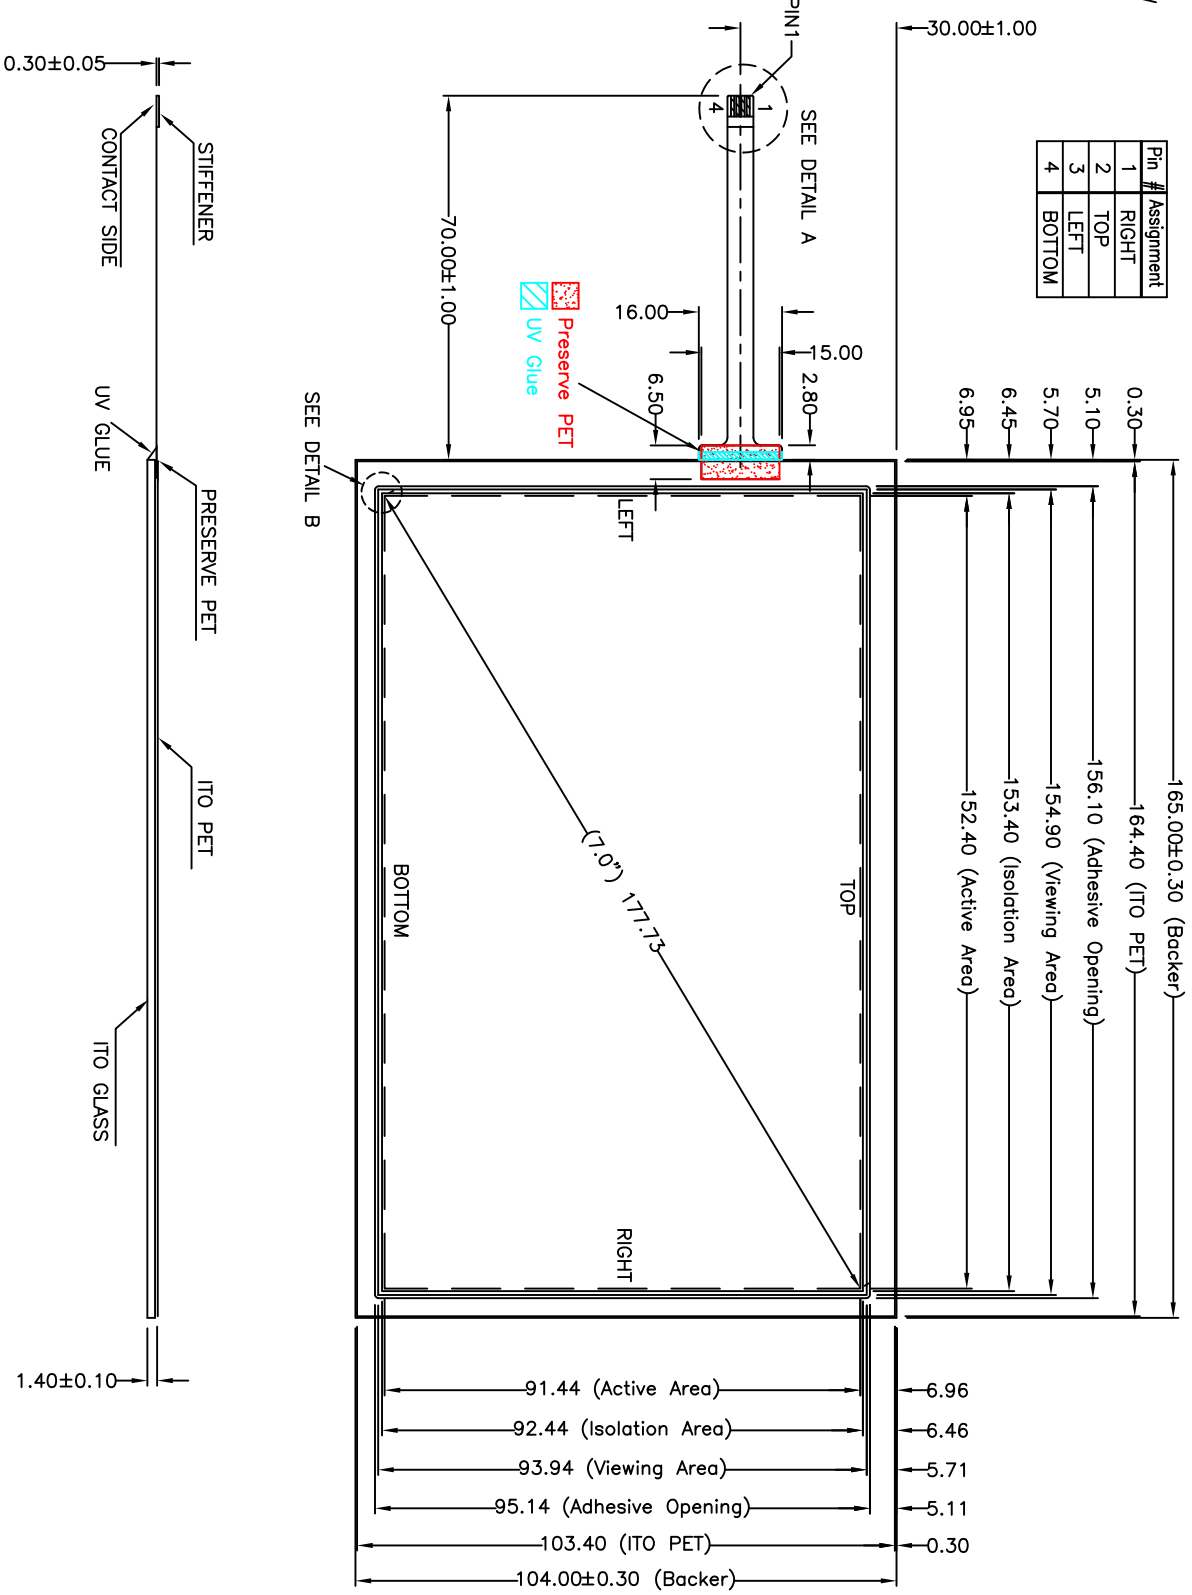 30.00±1.00
PIN1
0.30±0.05
1
4
SEE DETAIL A
Pin # Assignment
1 RIGHT
2 TOP
3 LEFT
4 BOTTOM
STIFFENER
CONTACT SIDE
70.00±1.00
Preserve PET
UV Glue
16.00
15.00
2.80
6.50
0.30
5.10
5.70
6.45
6.95
165.00±0.30 (Backer)
164.40 (ITO PET)
156.10 (Adhesive Opening)
154.90 (Viewing Area)
153.40 (Isolation Area)
152.40 (Active Area)
UV GLUE
PRESERVE PET
SEE DETAIL B
LEFT
TOP
BOTTOM
RIGHT
(7.0") 177.73
ITO PET
ITO GLASS
1.40±0.10
91.44 (Active Area)
6.96
92.44 (Isolation Area)
6.46
93.94 (Viewing Area)
5.71
95.14 (Adhesive Opening)
5.11
103.40 (ITO PET)
0.30
104.00±0.30 (Backer)